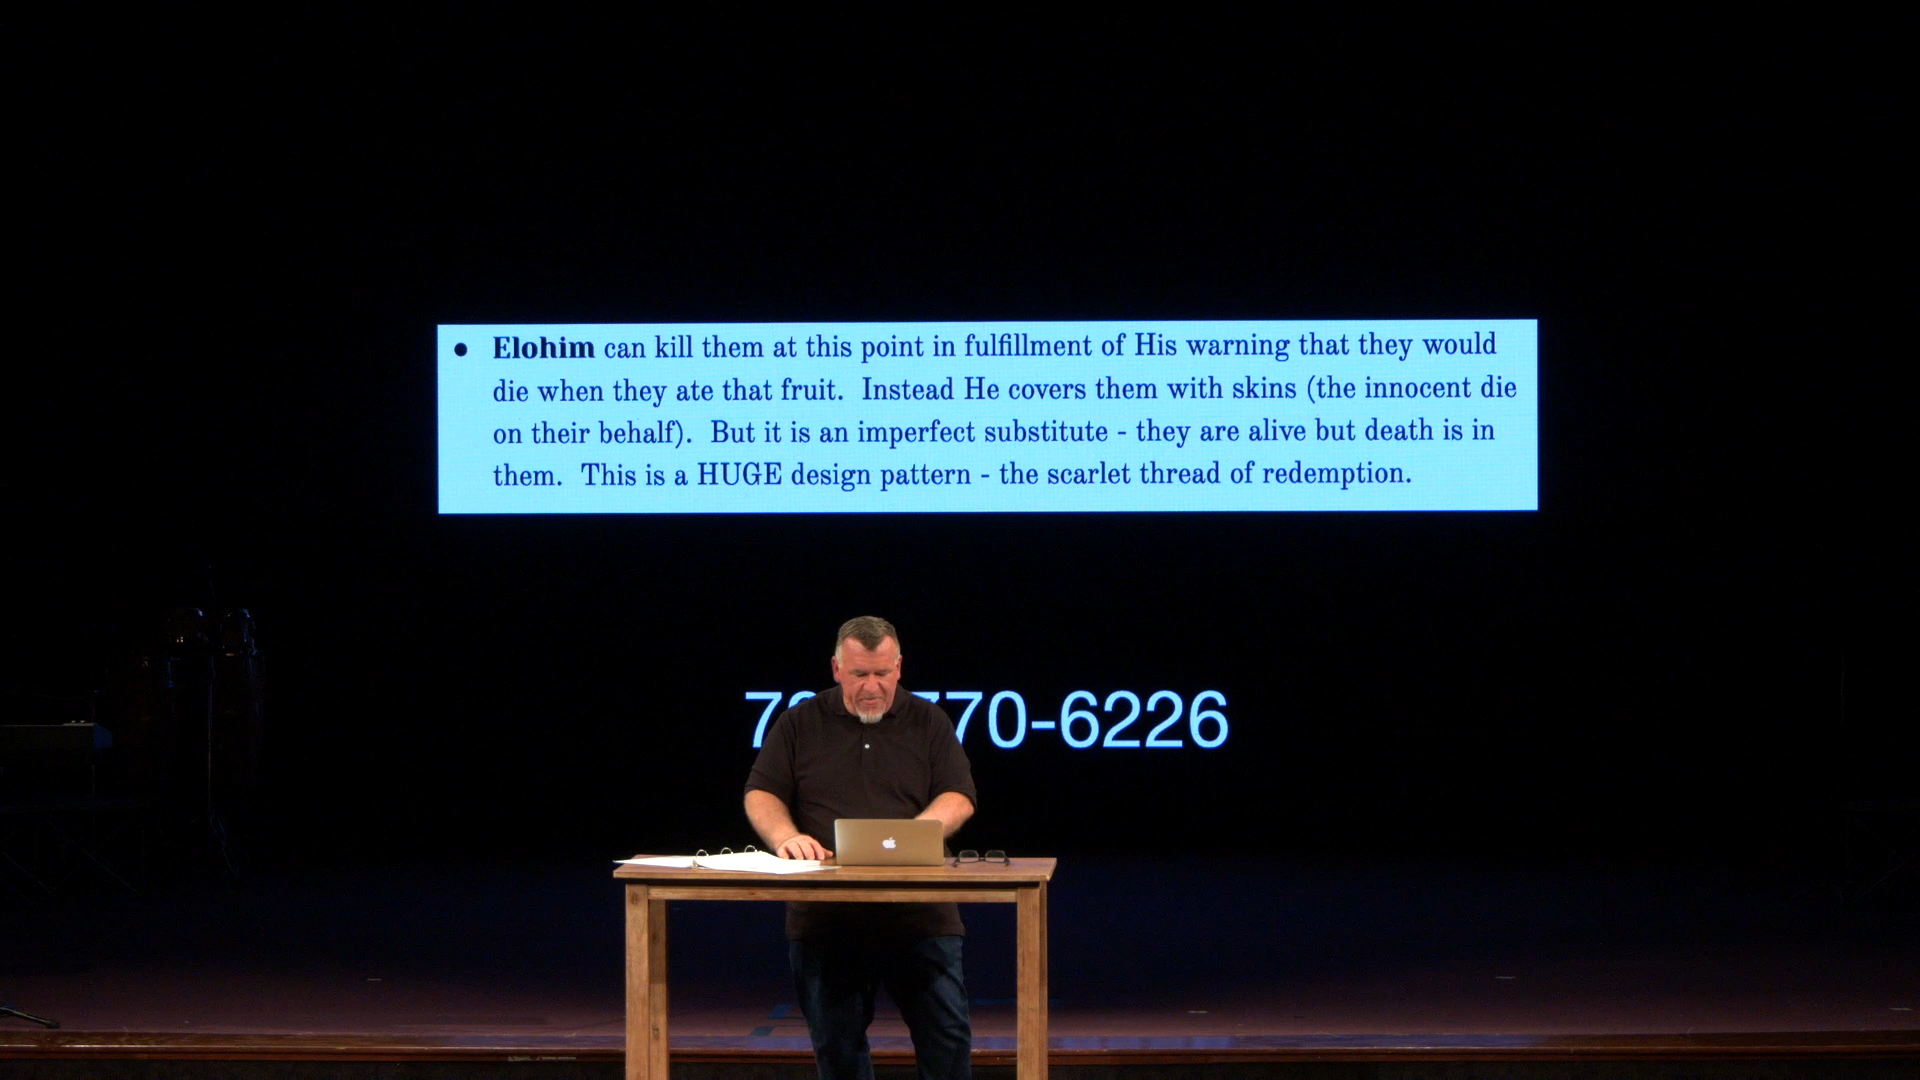 • Elohim can kill them at this point in fulfillment of His warning that they would
die when they ate that fruit.  Instead He covers them with skins (the innocent die
on their behalf).  But it is an imperfect substitute - they are alive but death is in
them.  This is a HUGE design pattern - the scarlet thread of redemption.
70-6226